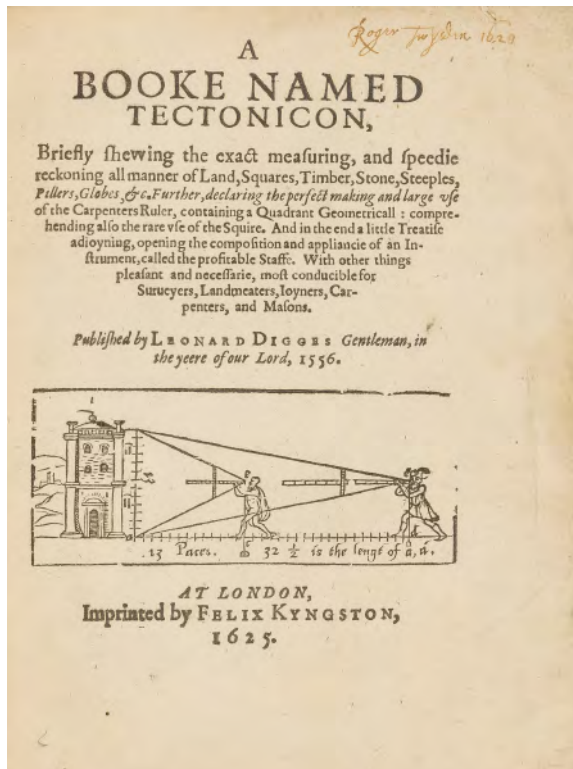 Roger Twysden 1629
A
BOOKE NAMED
TECTONICON,
Briefly ſhewing the exact meaſuring, and ſpeedie
reckoning all manner of Land, Squares, Timber, Stone, Steeples,
Pillers, Globes, &c. Further, declaring the perfect making and large vſe
of the Carpenters Ruler, containing a Quadrant Geometricall : compre-
hending alſo the rare vſe of the Squire. And in the end a little Treatiſe
adioyning, opening the compoſition and appliancie of an In-
ſtrument, called the profitable Staffe. With other things
pleaſant and neceſſarie, moſt conducible for
Surueyers, Landmeaters, Ioyners, Car-
penters, and Maſons.
Publiſhed by LEONARD DIGGES Gentleman, in
the yeere of our Lord, 1556.
13 Paces. 32 ½ is the lengt of a, a.
AT LONDON,
Imprinted by FELIX KYNGSTON,
1625.